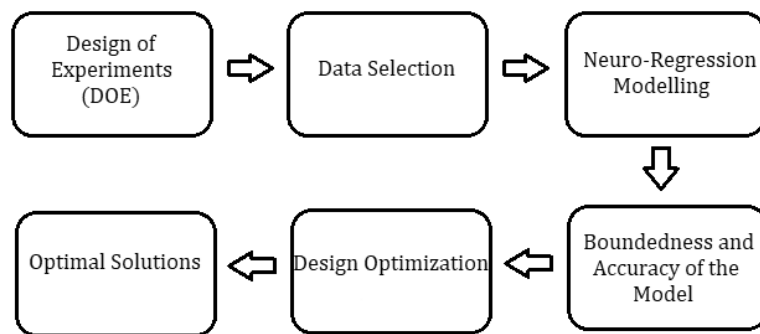 Design of
Experiments
(DOE)
Data Selection
Neuro-Regression
Modelling
Boundedness and
Accuracy of the
Model
Design Optimization
Optimal Solutions